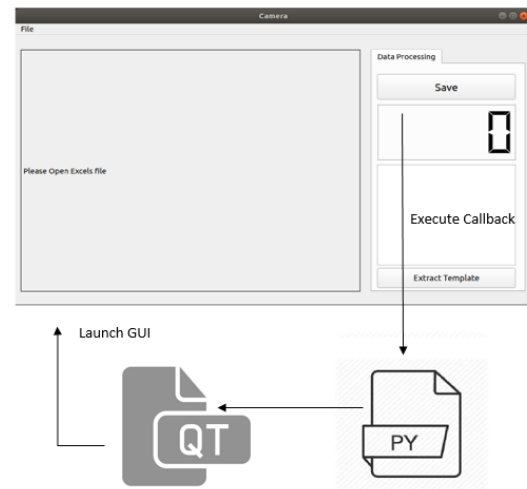 Camera
File
Data Processing
Save
0
Please Open Excels file
Execute Callback
Extract Template
Launch GUI
QT
PY